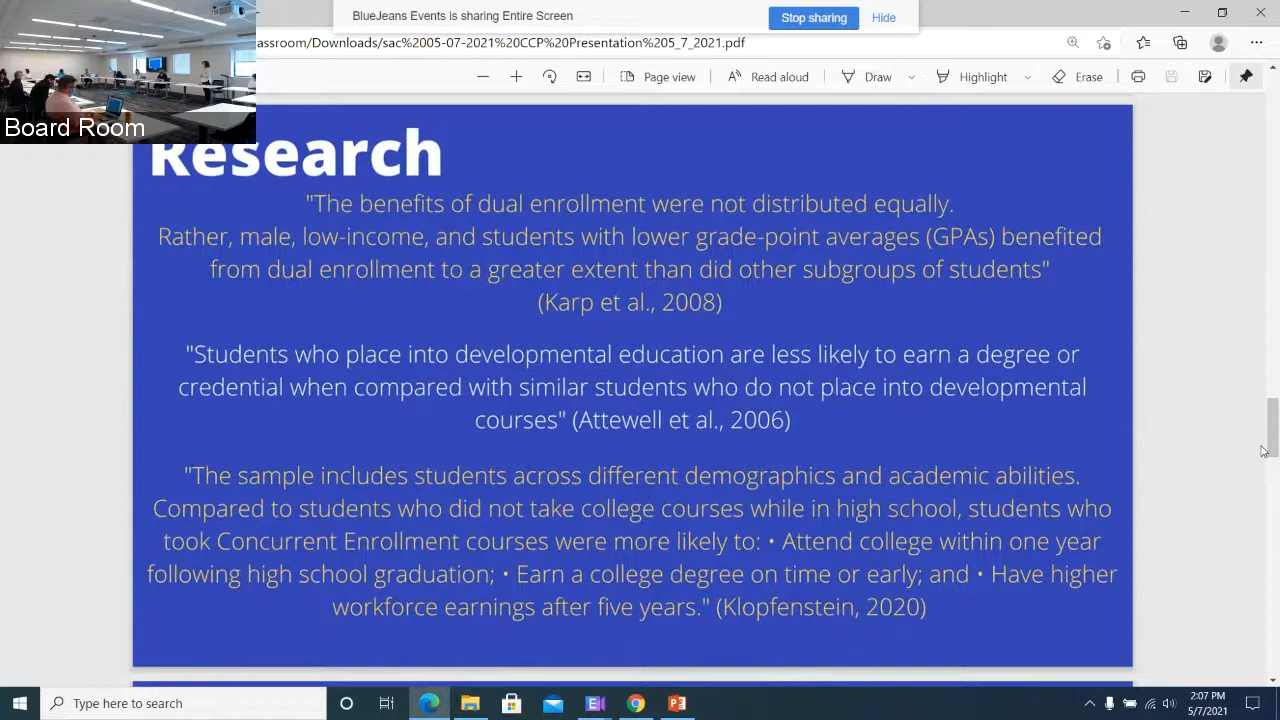 BlueJeans Events is sharing Entire Screen
Stop sharing
Hide
assroom/Downloads/sac%2005-07-2021%20CCP%20Presentation%205_7_2021.pdf
Page view
Read aloud
Draw
Highlight
Erase
Board Room
Research
"The benefits of dual enrollment were not distributed equally.
Rather, male, low-income, and students with lower grade-point averages (GPAs) benefited
from dual enrollment to a greater extent than did other subgroups of students"
(Karp et al., 2008)
"Students who place into developmental education are less likely to earn a degree or
credential when compared with similar students who do not place into developmental
courses" (Attewell et al., 2006)
"The sample includes students across different demographics and academic abilities.
Compared to students who did not take college courses while in high school, students who
took Concurrent Enrollment courses were more likely to: • Attend college within one year
following high school graduation; • Earn a college degree on time or early; and • Have higher
workforce earnings after five years." (Klopfenstein, 2020)
Type here to search
2:07 PM
5/7/2021